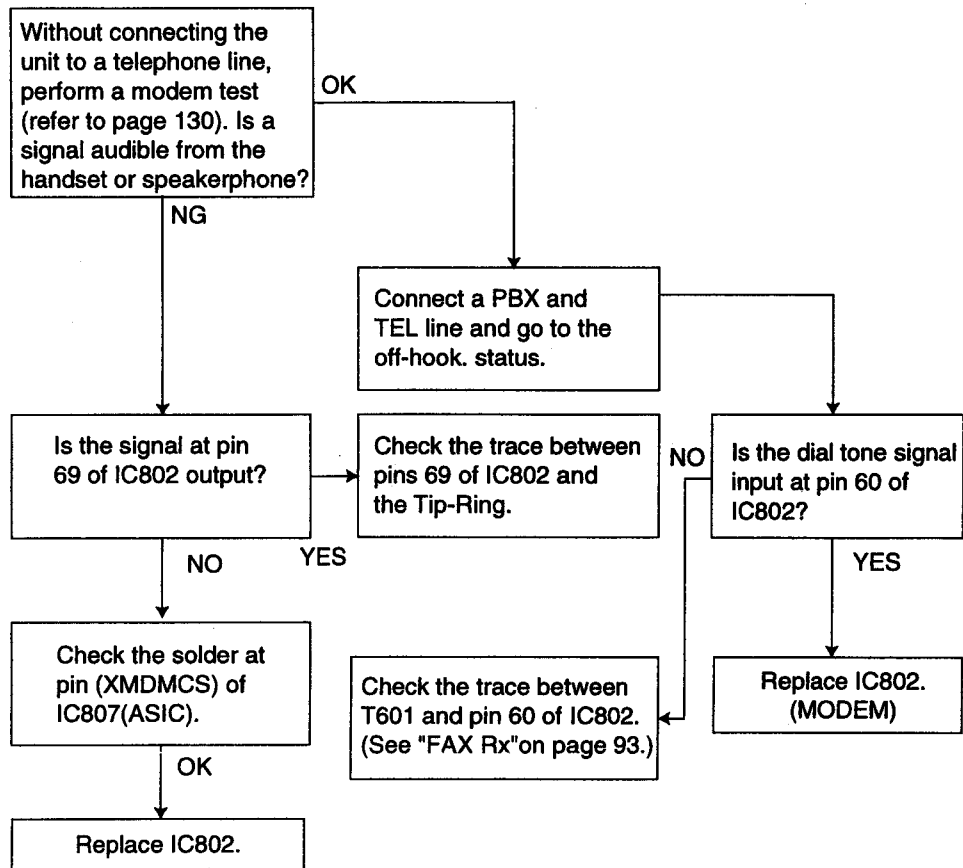 Without connecting the
unit to a telephone line,
perform a modem test
(refer to page 130). Is a
signal audible from the
handset or speakerphone?
OK
NG
Connect a PBX and
TEL line and go to the
off-hook. status.
Is the signal at pin
69 of IC802 output?
YES
NO
Check the trace between
pins 69 of IC802 and
the Tip-Ring.
Is the dial tone signal
input at pin 60 of
IC802?
NO
YES
Check the solder at
pin (XMDMCS) of
IC807(ASIC).
OK
Check the trace between
T601 and pin 60 of IC802.
(See "FAX Rx"on page 93.)
Replace IC802.
(MODEM)
Replace IC802.